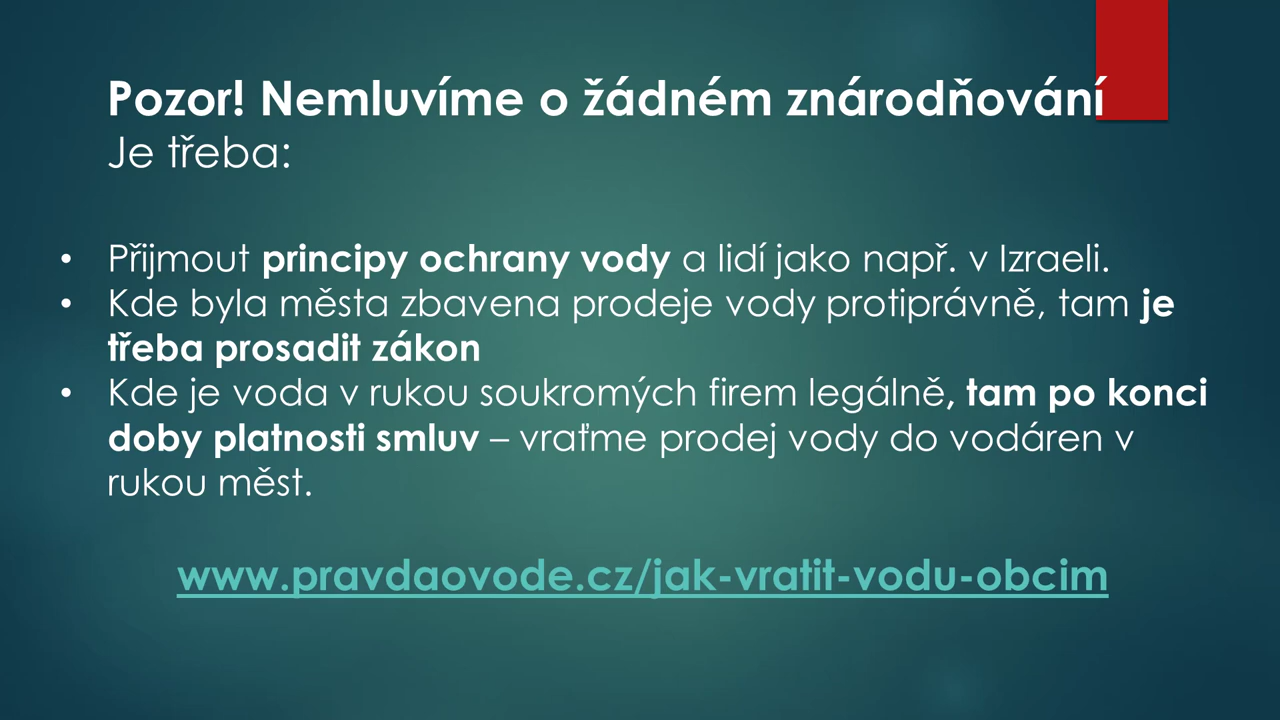 Pozor! Nemluvíme o žádném znárodňování
Je třeba:
• Přijmout principy ochrany vody a lidí jako např. v Izraeli.
• Kde byla města zbavena prodeje vody protiprávně, tam je
třeba prosadit zákon
• Kde je voda v rukou soukromých firem legálně, tam po konci
doby platnosti smluv – vraťme prodej vody do vodáren v
rukou měst.
www.pravdaovode.cz/jak-vratit-vodu-obcim